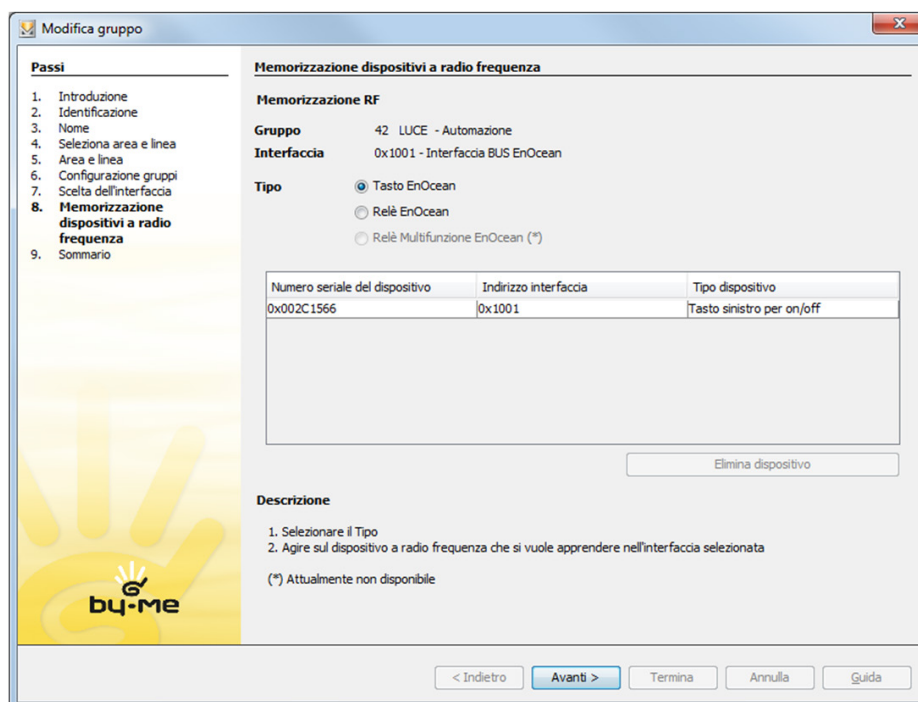 Modifica gruppo
Passi
1. Introduzione
2. Identificazione
3. Nome
4. Seleziona area e linea
5. Area e linea
6. Configurazione gruppi
7. Scelta dell'interfaccia
8. Memorizzazione
dispositivi a radio
frequenza
9. Sommario
by-me
Memorizzazione dispositivi a radio frequenza
Memorizzazione RF
Gruppo 42 LUCE - Automazione
Interfaccia 0x1001 - Interfaccia BUS EnOcean
Tipo Tasto EnOcean
Relè EnOcean
Relè Multifunzione EnOcean (*)
Numero seriale del dispositivo Indirizzo interfaccia Tipo dispositivo
0x002C1566 0x1001 Tasto sinistro per on/off
Elimina dispositivo
Descrizione
1. Selezionare il Tipo
2. Agire sul dispositivo a radio frequenza che si vuole apprendere nell'interfaccia selezionata
(*) Attualmente non disponibile
< Indietro Avanti > Termina Annulla Guida